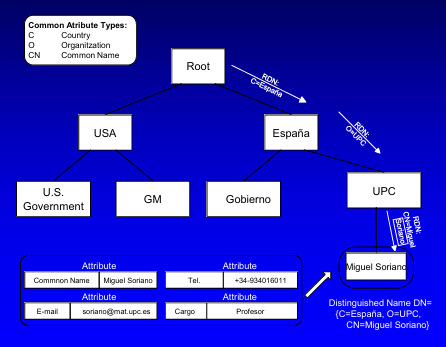 Common Atribute Types:
C Country
O Organitzation
CN Common Name
Root
RDN:
C=España
USA
España
RDN:
O=UPC
U.S.
Government
GM
Gobierno
UPC
RDN:
CN=Miguel
Soriano
Miguel Soriano
Attribute Attribute
Commnon Name Miguel Soriano Tel. +34-934016011
Attribute Attribute
E-mail soriano@mat.upc.es Cargo Profesor
Distinguished Name DN=
{C=España, O=UPC,
CN=Miguel Soriano}